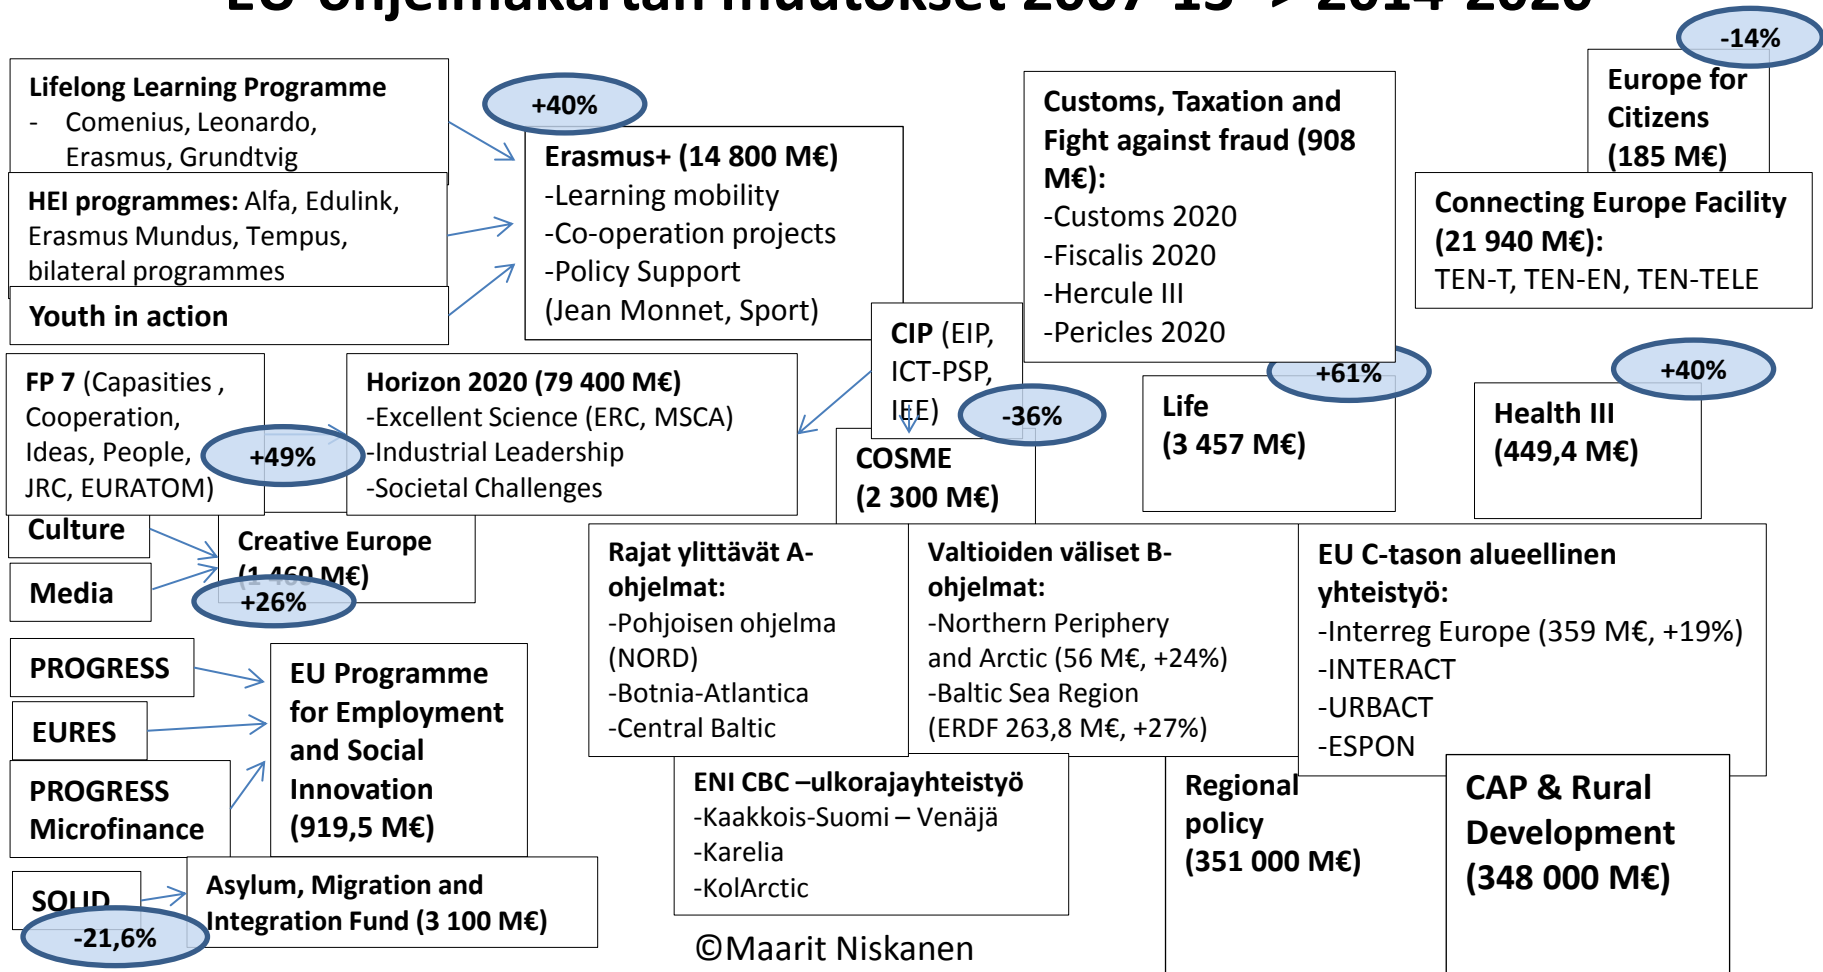 EU-ohjelmakartan muutokset 2007-13 -> 2014-2020
-14%
Lifelong Learning Programme
- Comenius, Leonardo,
Erasmus, Grundtvig
HEI programmes: Alfa, Edulink,
Erasmus Mundus, Tempus,
bilateral programmes
Youth in action
+40%
Erasmus+ (14 800 M€)
-Learning mobility
-Co-operation projects
-Policy Support
(Jean Monnet, Sport)
Customs, Taxation and
Fight against fraud (908
M€):
-Customs 2020
-Fiscalis 2020
-Hercule III
-Pericles 2020
Europe for
Citizens
(185 M€)
Connecting Europe Facility
(21 940 M€):
TEN-T, TEN-EN, TEN-TELE
FP 7 (Capasities ,
Cooperation,
Ideas, People,
JRC, EURATOM)
+49%
Horizon 2020 (79 400 M€)
-Excellent Science (ERC, MSCA)
-Industrial Leadership
-Societal Challenges
CIP (EIP,
ICT-PSP,
IEE)
-36%
COSME
(2 300 M€)
+61%
Life
(3 457 M€)
+40%
Health III
(449,4 M€)
Culture
Media
Creative Europe
(1 460 M€)
+26%
Rajat ylittävät A-
ohjelmat:
-Pohjoisen ohjelma
(NORD)
-Botnia-Atlantica
-Central Baltic
Valtioiden väliset B-
ohjelmat:
-Northern Periphery
and Arctic (56 M€, +24%)
-Baltic Sea Region
(ERDF 263,8 M€, +27%)
EU C-tason alueellinen
yhteistyö:
-Interreg Europe (359 M€, +19%)
-INTERACT
-URBACT
-ESPON
PROGRESS
EURES
PROGRESS
Microfinance
EU Programme
for Employment
and Social
Innovation
(919,5 M€)
ENI CBC –ulkorajayhteistyö
-Kaakkois-Suomi – Venäjä
-Karelia
-KolArctic
Regional
policy
(351 000 M€)
CAP & Rural
Development
(348 000 M€)
SOLID
-21,6%
Asylum, Migration and
Integration Fund (3 100 M€)
©Maarit Niskanen